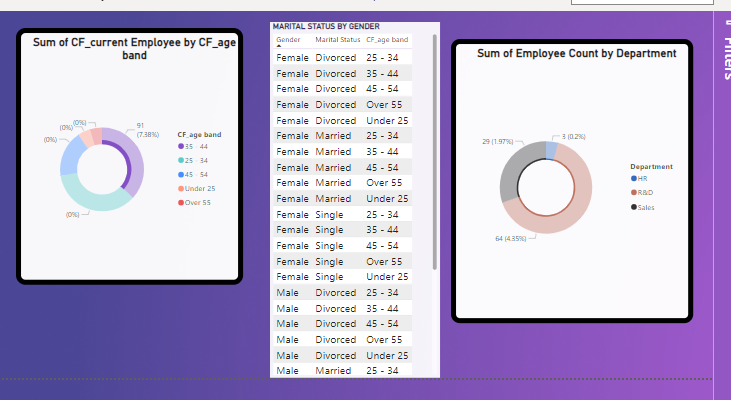 Sum of CF_current Employee by CF_age
band
91
(7.38%)
(0%)
(0%)
(0%)
(0%)
CF_age band
35 - 44
25 - 34
45 - 54
Under 25
Over 55
MARITAL STATUS BY GENDER
Gender Marital Status CF_age band
Female Divorced 25 - 34
Female Divorced 35 - 44
Female Divorced 45 - 54
Female Divorced Over 55
Female Divorced Under 25
Female Married 25 - 34
Female Married 35 - 44
Female Married 45 - 54
Female Married Over 55
Female Married Under 25
Female Single 25 - 34
Female Single 35 - 44
Female Single 45 - 54
Female Single Over 55
Female Single Under 25
Male Divorced 25 - 34
Male Divorced 35 - 44
Male Divorced 45 - 54
Male Divorced Over 55
Male Divorced Under 25
Male Married 25 - 34
Sum of Employee Count by Department
3 (0.2%)
29 (1.97%)
64 (4.35%)
Department
HR
R&D
Sales
Filters